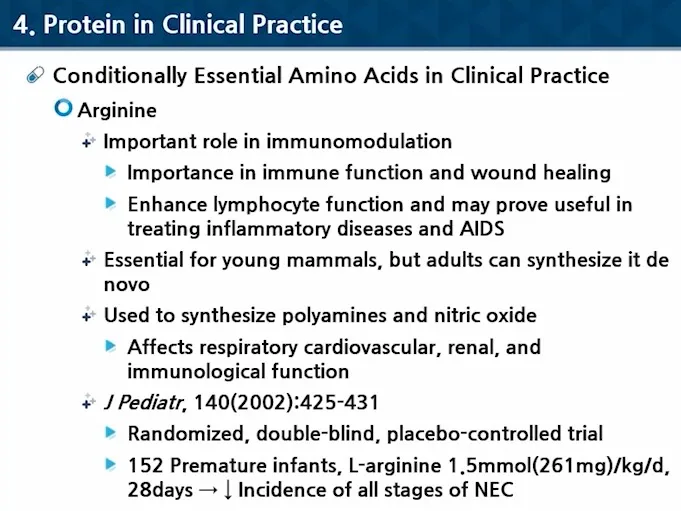 4. Protein in Clinical Practice
Conditionally Essential Amino Acids in Clinical Practice
Arginine
Important role in immunomodulation
Importance in immune function and wound healing
Enhance lymphocyte function and may prove useful in
treating inflammatory diseases and AIDS
Essential for young mammals, but adults can synthesize it de
novo
Used to synthesize polyamines and nitric oxide
Affects respiratory cardiovascular, renal, and
immunological function
J Pediatr, 140(2002):425-431
Randomized, double-blind, placebo-controlled trial
152 Premature infants, L-arginine 1.5mmol(261mg)/kg/d,
28days → ↓ Incidence of all stages of NEC